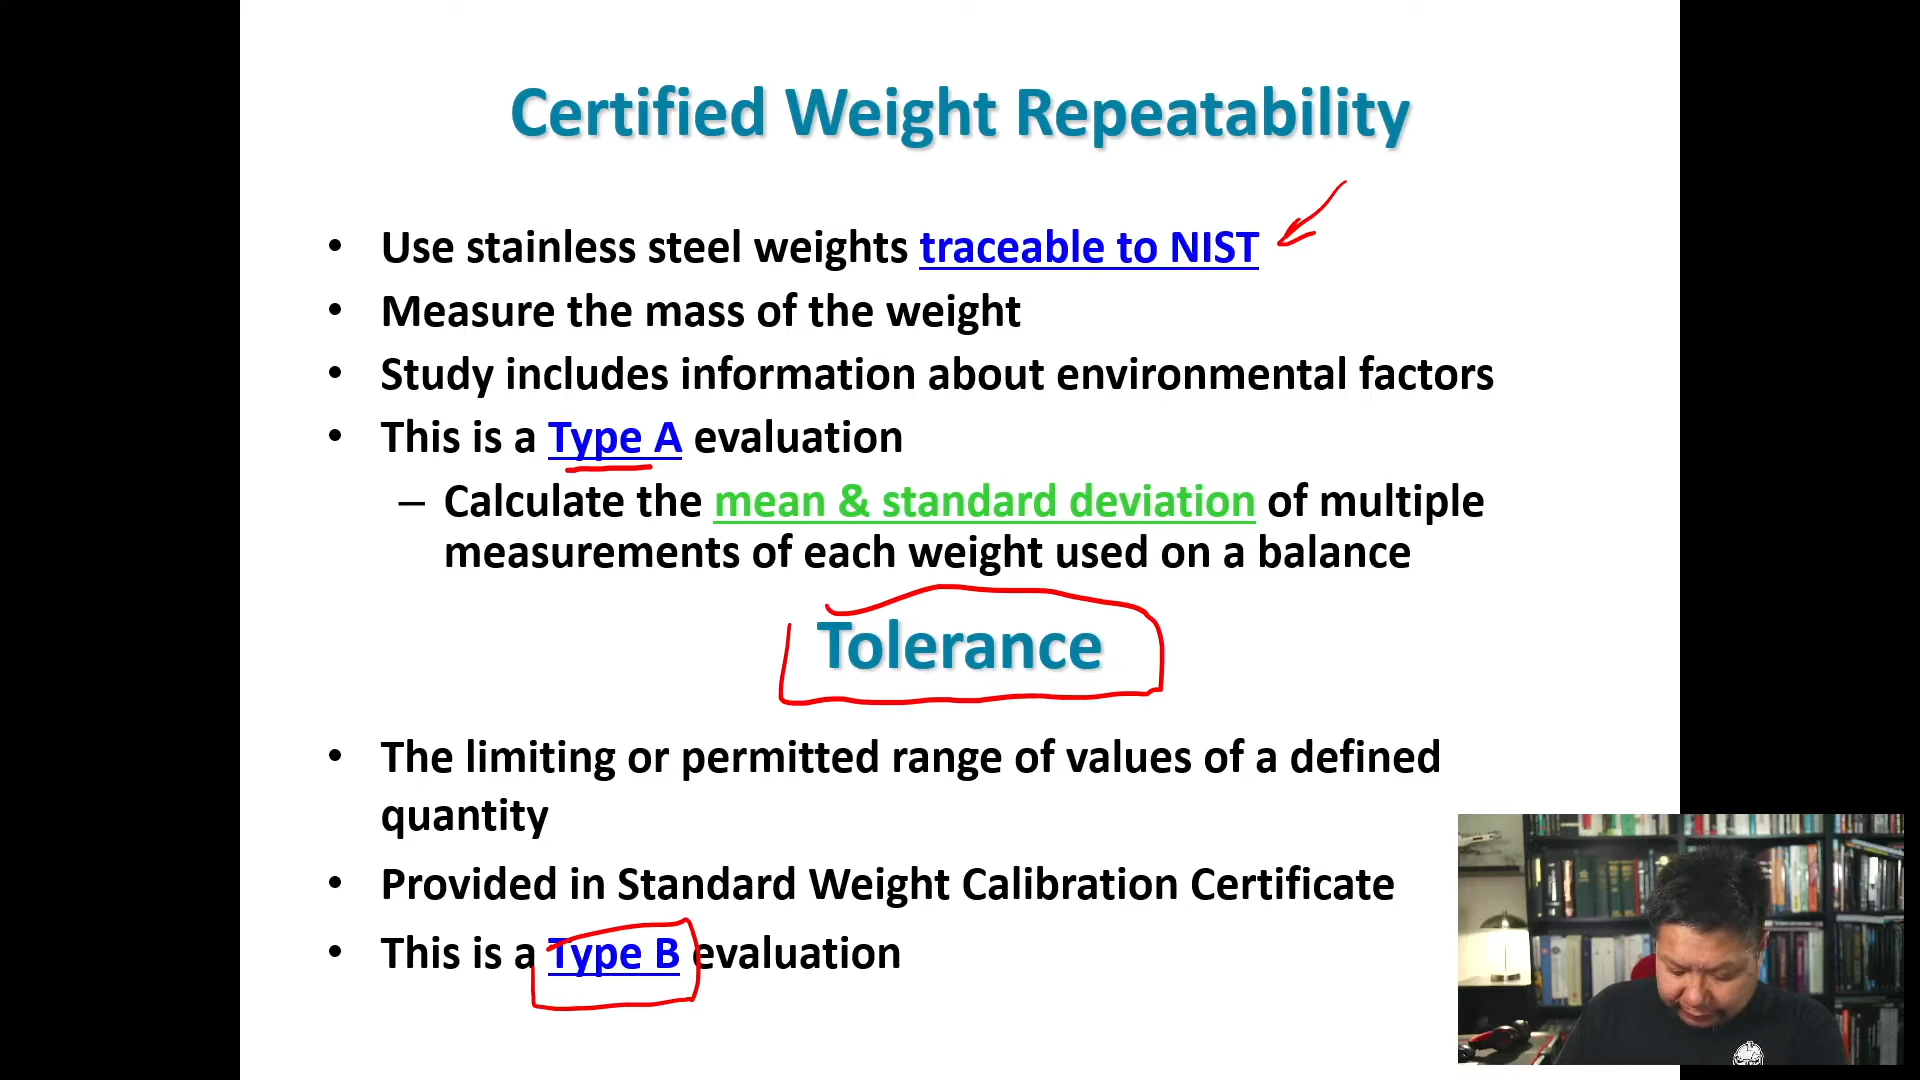 Certified Weight Repeatability
• Use stainless steel weights traceable to NIST
• Measure the mass of the weight
• Study includes information about environmental factors
• This is a Type A evaluation
– Calculate the mean & standard deviation of multiple
measurements of each weight used on a balance
Tolerance
• The limiting or permitted range of values of a defined
quantity
• Provided in Standard Weight Calibration Certificate
• This is a Type B evaluation